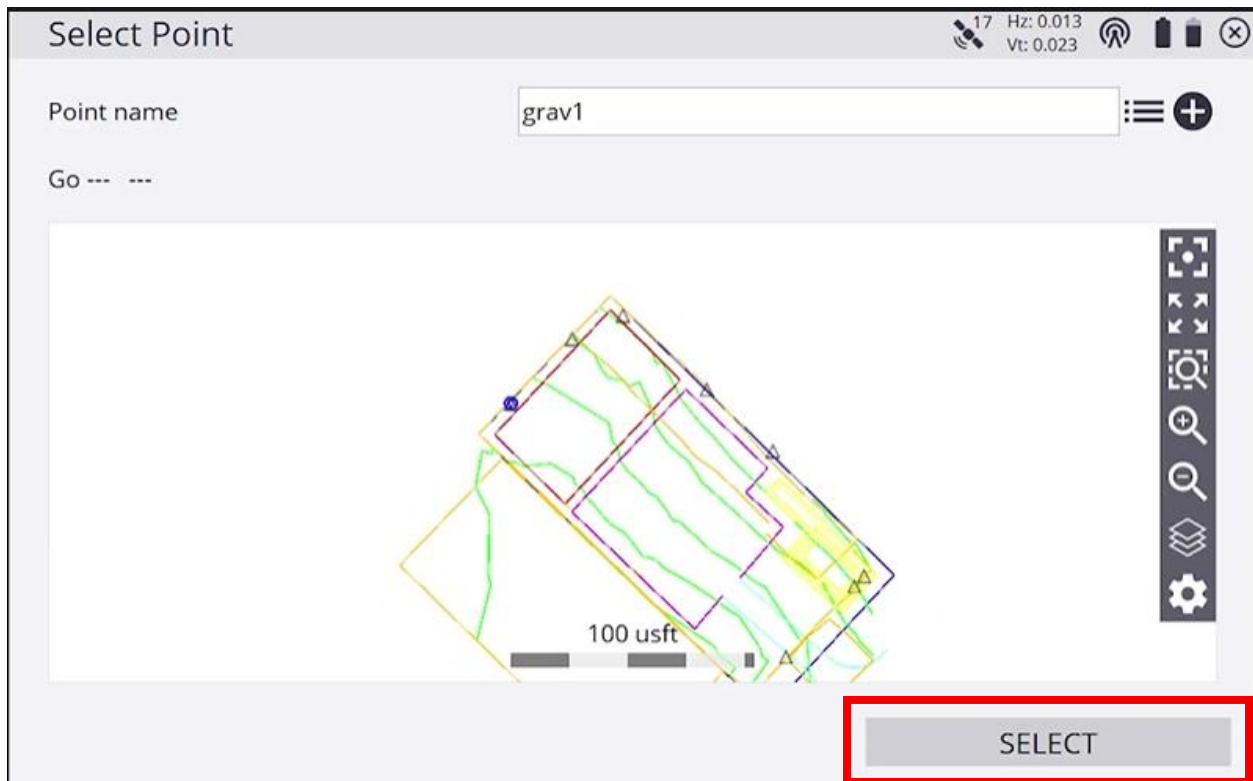 Select Point
17
Hz: 0.013
Vt: 0.023
Point name
grav1
Go --- ---
100 usft
SELECT